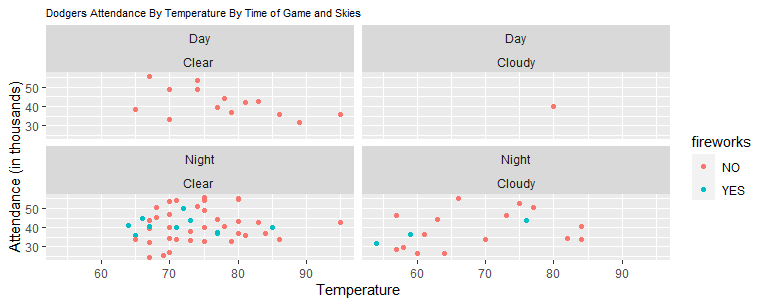 Dodgers Attendance By Temperature By Time of Game and Skies
Day
Clear
Day
Cloudy
50
40
30
Night
Clear
Night
Cloudy
50
40
30
Attendance (in thousands)
60 70 80 90
60 70 80 90
Temperature
fireworks
NO
YES